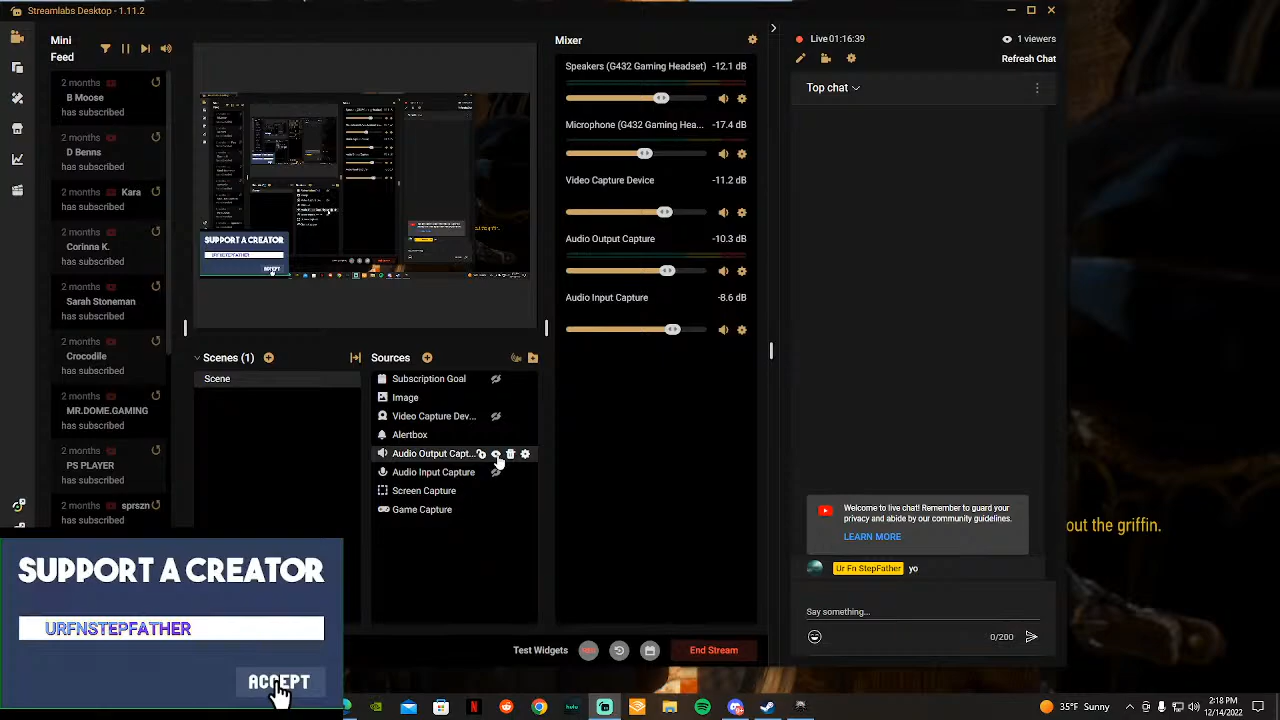 Streamlabs Desktop - 1.11.2
Mini
Feed
2 months
B Moose
has subscribed
2 months
D Benns
has subscribed
2 months
Kara
has subscribed
2 months
Corinna K.
has subscribed
2 months
Sarah Stoneman
has subscribed
2 months
Crocodile
has subscribed
2 months
MR.DOME.GAMING
has subscribed
2 months
PS PLAYER
has subscribed
2 months
sprszn
has subscribed
SUPPORT A CREATOR
URFNSTEPFATHER
ACCEPT
Scenes (1)
Scene
Sources
Subscription Goal
Image
Video Capture Dev...
Alertbox
Audio Output Capt...
Audio Input Capture
Screen Capture
Game Capture
Mixer
Speakers (G432 Gaming Headset) -12.1 dB
Microphone (G432 Gaming Hea... -17.4 dB
Video Capture Device -11.2 dB
Audio Output Capture -10.3 dB
Audio Input Capture -8.6 dB
Test Widgets
End Stream
Live 01:16:39
1 viewers
Refresh Chat
Top chat
Welcome to live chat! Remember to guard your
privacy and abide by our community guidelines.
LEARN MORE
Ur Fn StepFather yo
Say something...
0/200
out the griffin.
SUPPORT A CREATOR
URFNSTEPFATHER
ACCEPT
hulu
35°F Sunny
2:18 PM
12/14/2022